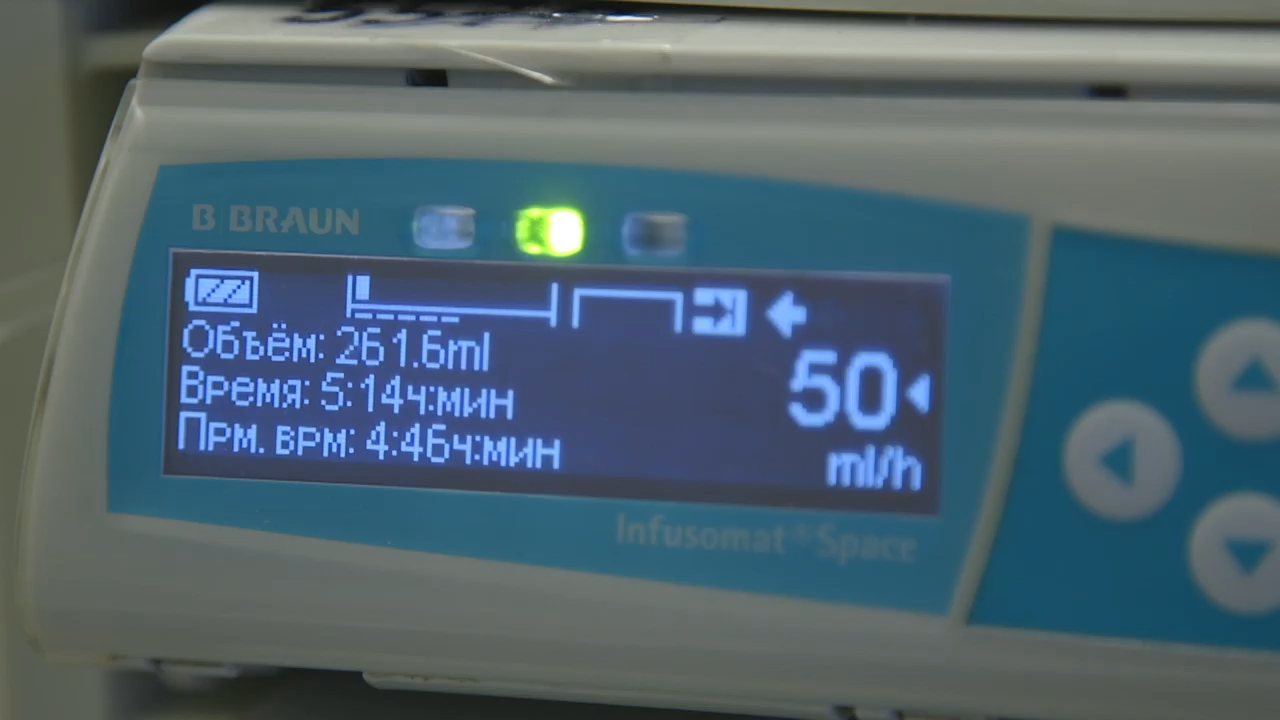 B BRAUN
Объём: 261.6ml
Время: 5:14ч:мин
Прм. врм: 4:46ч:мин
50
ml/h
Infusomat® Space